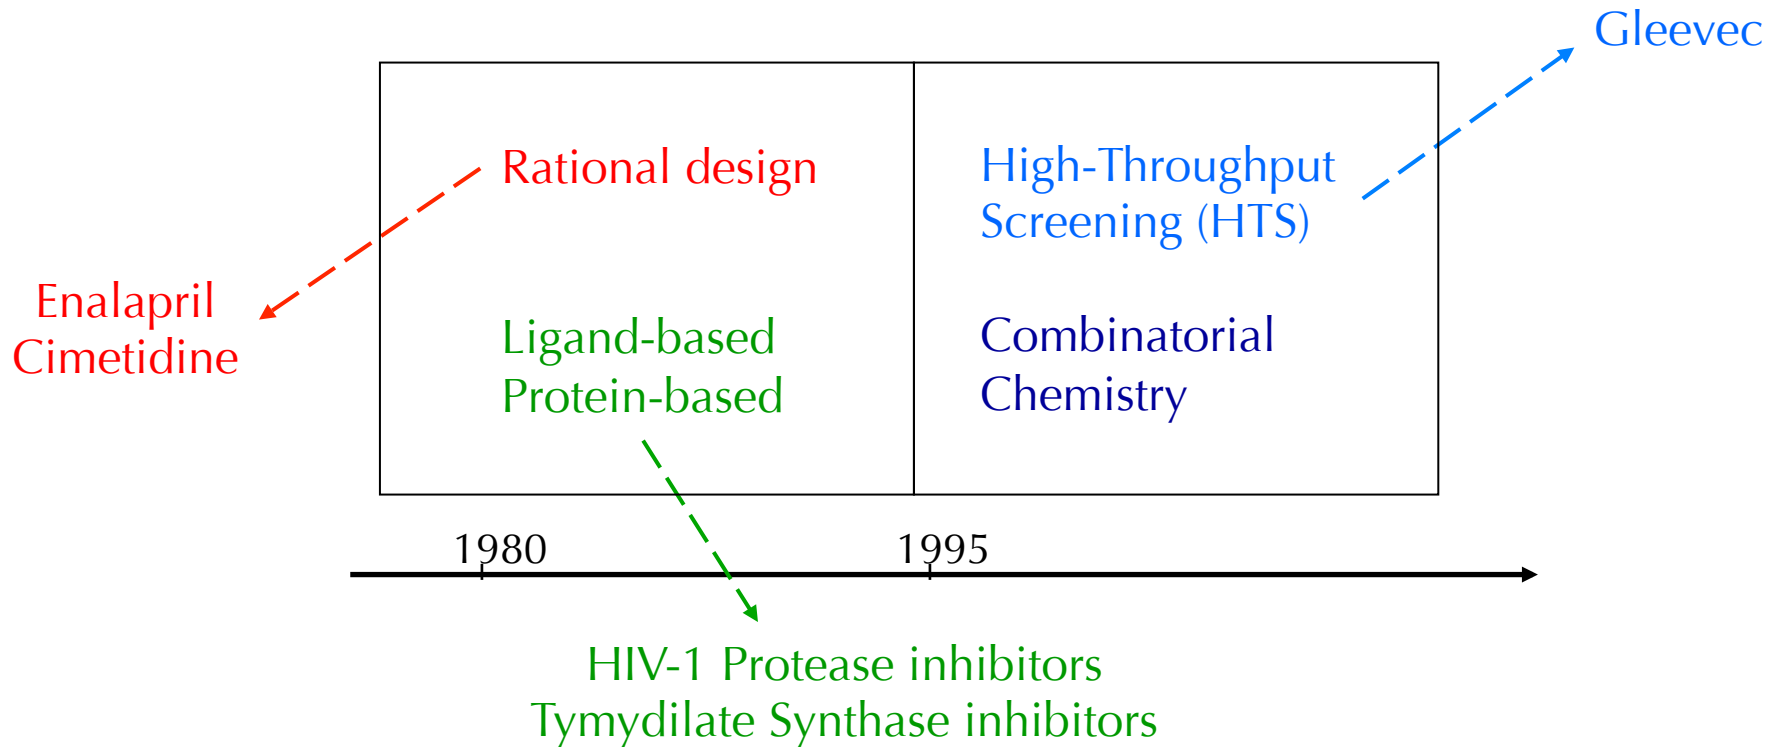 Gleevec
Rational design
High-Throughput
Screening (HTS)
Enalapril
Cimetidine
Ligand-based
Protein-based
Combinatorial
Chemistry
1980
1995
HIV-1 Protease inhibitors
Tymydilate Synthase inhibitors